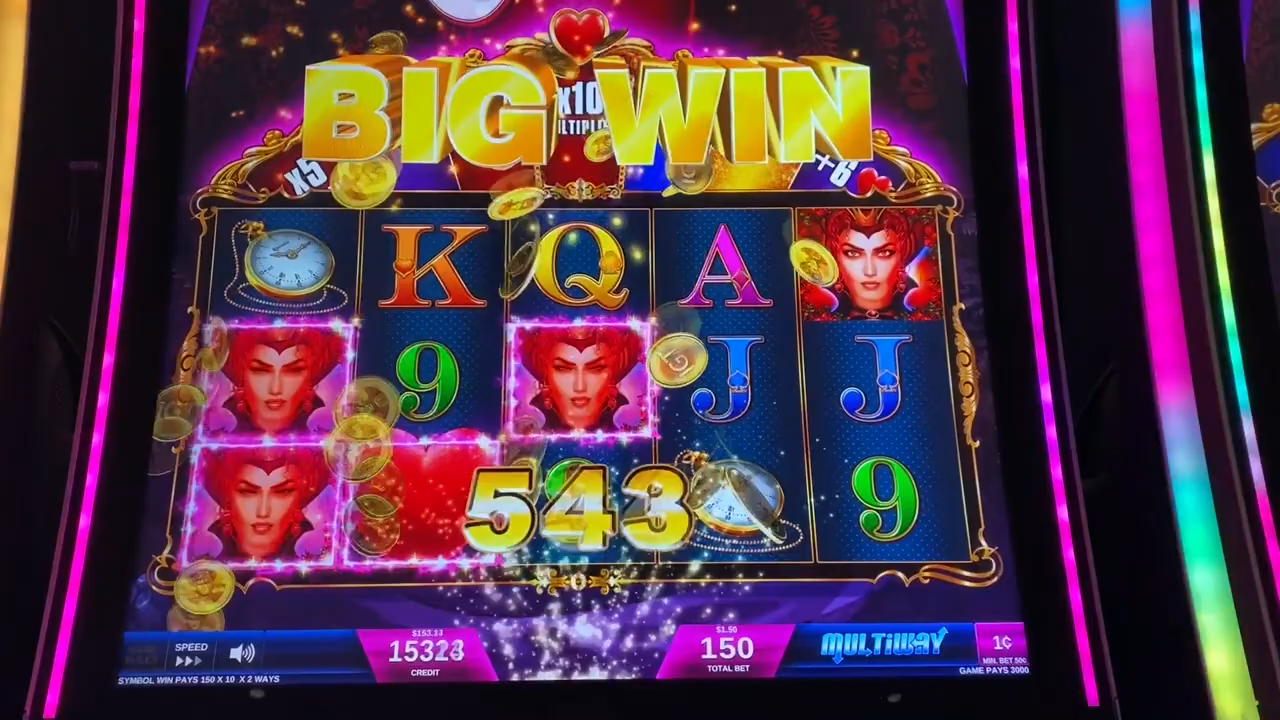 BIG WIN
X10
X5
+6
K
Q
A
9
J
J
543
9
SPEED
$1.50
150
TOTAL BET
CREDIT
MULTIWAY
1¢
MIN. BET 50¢
SYMBOL WIN PAYS 150 X 10 X 2 WAYS
GAME PAYS 3000